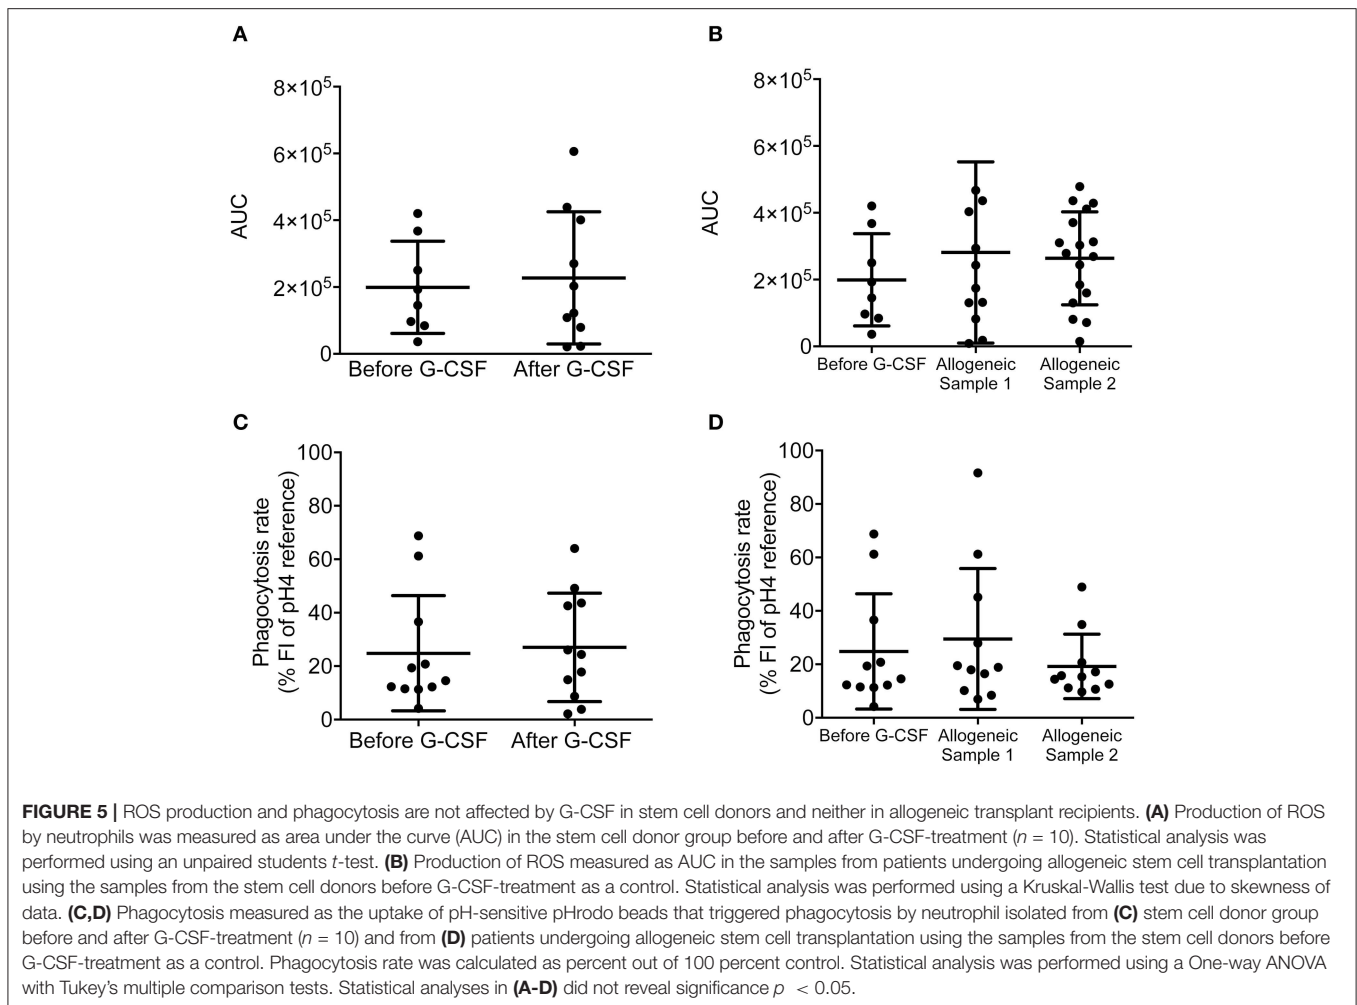 A
8×10⁵
6×10⁵
4×10⁵
2×10⁵
0
AUC
Before G-CSF
After G-CSF
B
8×10⁵
6×10⁵
4×10⁵
2×10⁵
0
AUC
Before G-CSF
Allogeneic
Sample 1
Allogeneic
Sample 2
C
100
80
60
40
20
0
Phagocytosis rate
(% FI of pH4 reference)
Before G-CSF
After G-CSF
D
100
80
60
40
20
0
Phagocytosis rate
(% FI of pH4 reference)
Before G-CSF
Allogeneic
Sample 1
Allogeneic
Sample 2
FIGURE 5 | ROS production and phagocytosis are not affected by G-CSF in stem cell donors and neither in allogeneic transplant recipients. (A) Production of ROS
by neutrophils was measured as area under the curve (AUC) in the stem cell donor group before and after G-CSF-treatment (n = 10). Statistical analysis was
performed using an unpaired students t-test. (B) Production of ROS measured as AUC in the samples from patients undergoing allogeneic stem cell transplantation
using the samples from the stem cell donors before G-CSF-treatment as a control. Statistical analysis was performed using a Kruskal-Wallis test due to skewness of
data. (C,D) Phagocytosis measured as the uptake of pH-sensitive pHrodo beads that triggered phagocytosis by neutrophil isolated from (C) stem cell donor group
before and after G-CSF-treatment (n = 10) and from (D) patients undergoing allogeneic stem cell transplantation using the samples from the stem cell donors before
G-CSF-treatment as a control. Phagocytosis rate was calculated as percent out of 100 percent control. Statistical analysis was performed using a One-way ANOVA
with Tukey's multiple comparison tests. Statistical analyses in (A-D) did not reveal significance p < 0.05.